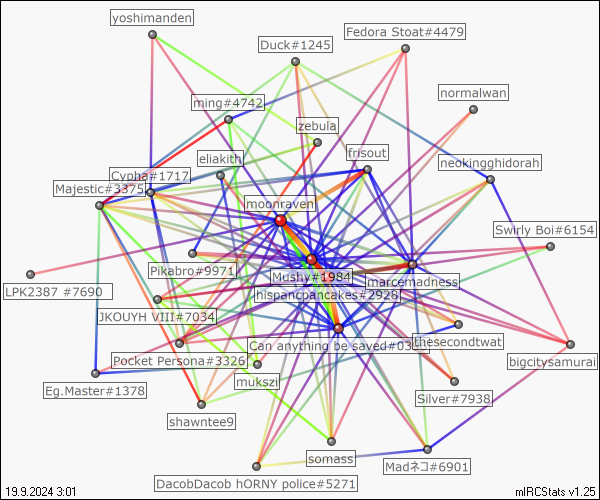 yoshimanden
Fedora Stoat#4479
Duck#1245
normalwan
ming#4742
zebula
frisout
eliakith
neokingghidorah
Cypha#1717
Majestic#3375
moonraven
Swirly Boi#6154
Pikabro#9971
Mushy#1984
marcemadness
LPK2387 #7690
hispancpancakes#2928
JKOUYH VIII#7034
Can anything be saved#03
thesecondtwat
Pocket Persona#3326
bigcitysamurai
mukszi
Eg.Master#1378
Silver#7938
shawntee9
somass
Madネコ#6901
DacobDacob hORNY police#5271
19.9.2024 3:01
mIRCStats v1.25